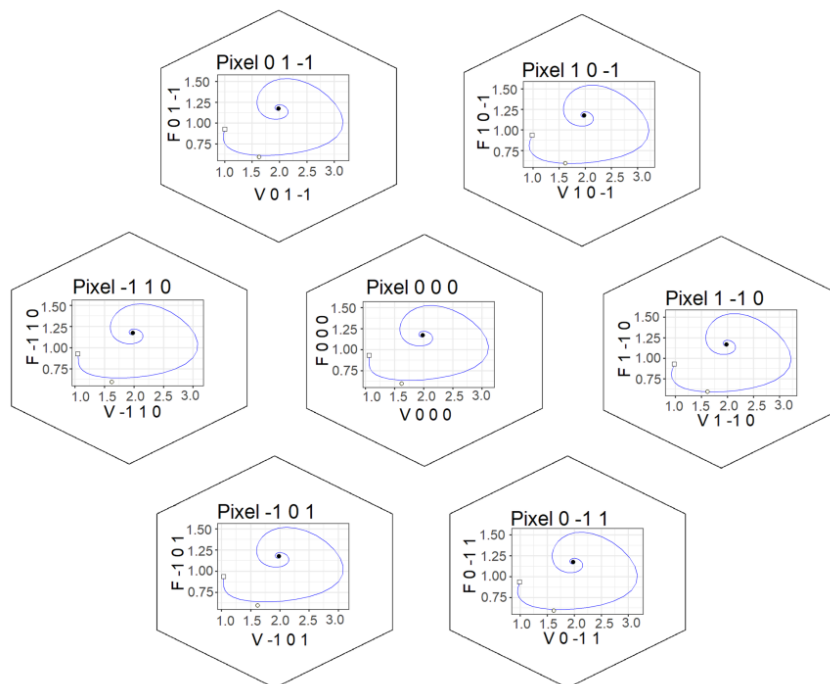 Pixel 0 1 -1
F 0 1 -1
1.50
1.25
1.00
0.75
1.0 1.5 2.0 2.5 3.0
V 0 1 -1
Pixel 1 0 -1
F 1 0 -1
1.50
1.25
1.00
0.75
1.0 1.5 2.0 2.5 3.0
V 1 0 -1
Pixel -1 1 0
F -1 1 0
1.50
1.25
1.00
0.75
1.0 1.5 2.0 2.5 3.0
V -1 1 0
Pixel 0 0 0
F 0 0 0
1.50
1.25
1.00
0.75
1.0 1.5 2.0 2.5 3.0
V 0 0 0
Pixel 1 -1 0
F 1 -1 0
1.50
1.25
1.00
0.75
1.0 1.5 2.0 2.5 3.0
V 1 -1 0
Pixel -1 0 1
F -1 0 1
1.50
1.25
1.00
0.75
1.0 1.5 2.0 2.5 3.0
V -1 0 1
Pixel 0 -1 1
F 0 -1 1
1.50
1.25
1.00
0.75
1.0 1.5 2.0 2.5 3.0
V 0 -1 1